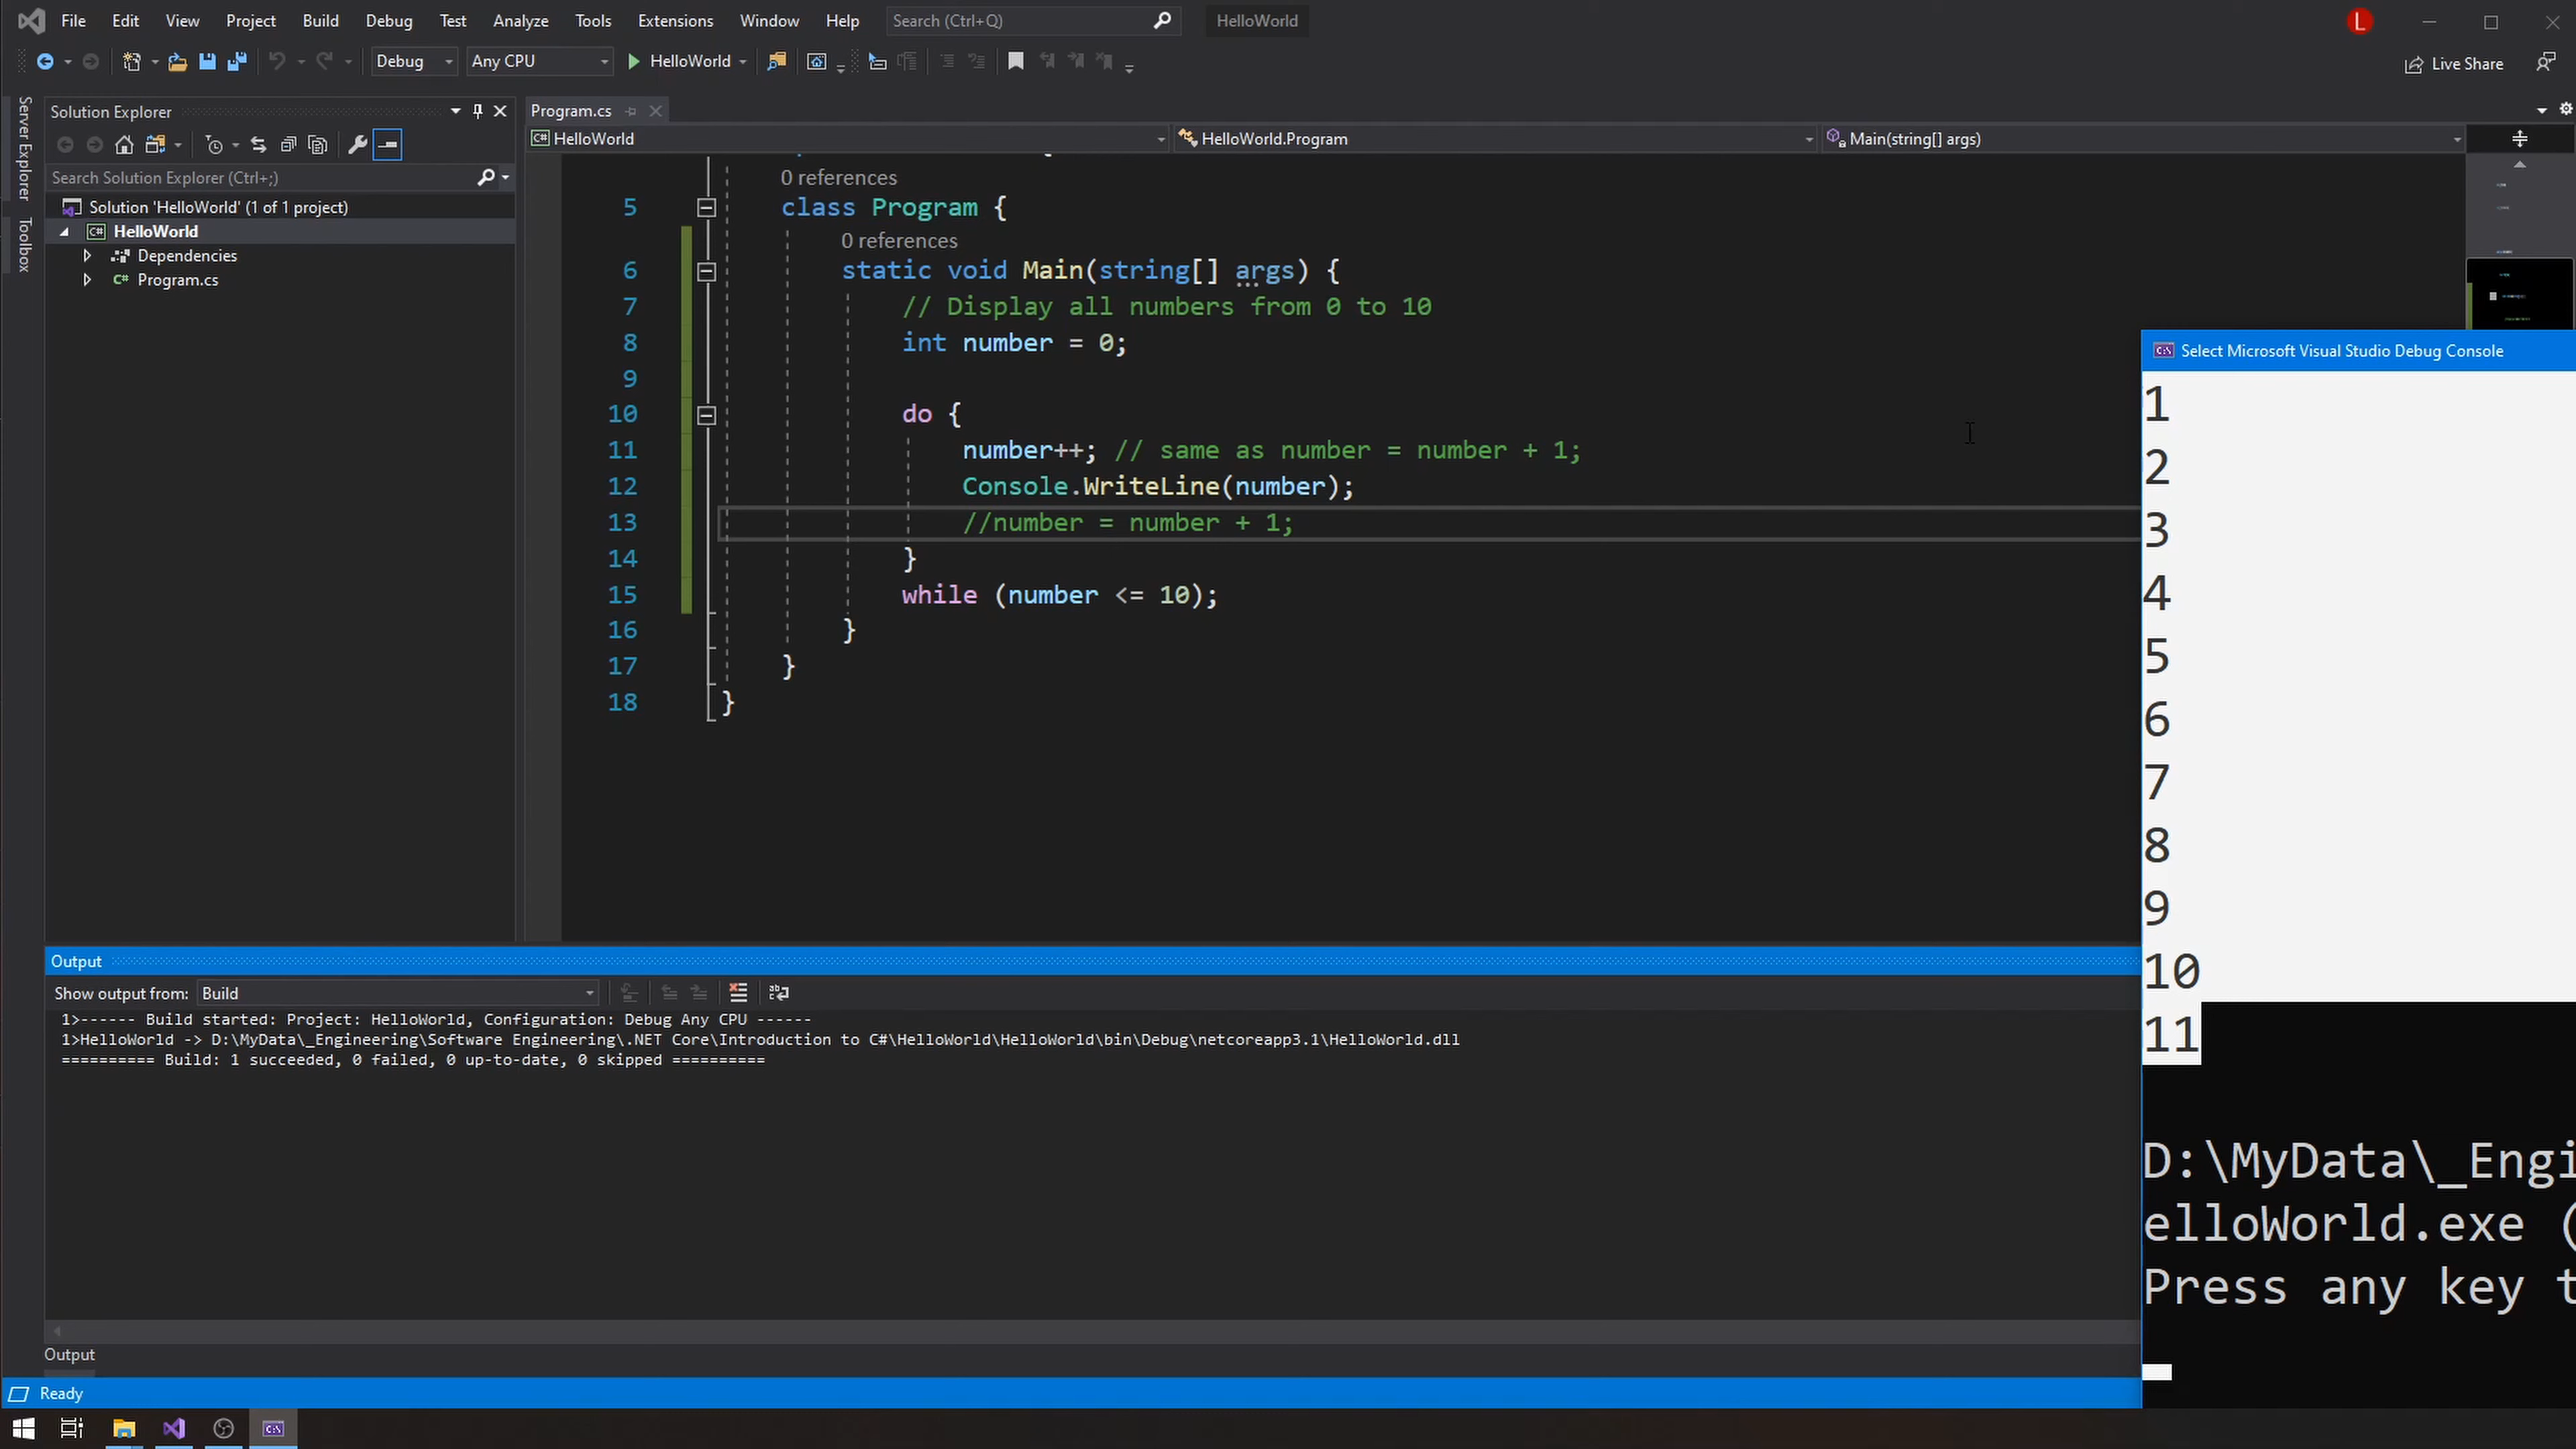 File Edit View Project Build Debug Test Analyze Tools Extensions Window Help Search (Ctrl+Q) HelloWorld L
Debug Any CPU HelloWorld Live Share
Server Explorer
Toolbox
Solution Explorer
Search Solution Explorer (Ctrl+;)
Solution 'HelloWorld' (1 of 1 project)
C# HelloWorld
Dependencies
C# Program.cs
Program.cs
C# HelloWorld HelloWorld.Program Main(string[] args)
0 references
5 class Program {
0 references
6 static void Main(string[] args) {
7 // Display all numbers from 0 to 10
8 int number = 0;
9
10 do {
11 number++; // same as number = number + 1;
12 Console.WriteLine(number);
13 //number = number + 1;
14 }
15 while (number <= 10);
16 }
17 }
18 }
Select Microsoft Visual Studio Debug Console
1
2
3
4
5
6
7
8
9
10
11
D:\MyData\_Engi
elloWorld.exe (
Press any key t
Output
Show output from: Build
1>------ Build started: Project: HelloWorld, Configuration: Debug Any CPU ------
1>HelloWorld -> D:\MyData\_Engineering\Software Engineering\.NET Core\Introduction to C#\HelloWorld\HelloWorld\bin\Debug\netcoreapp3.1\HelloWorld.dll
========== Build: 1 succeeded, 0 failed, 0 up-to-date, 0 skipped ==========
Output
Ready